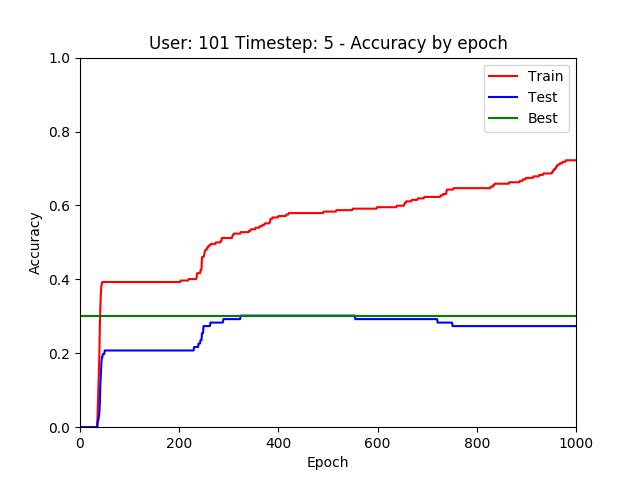 User: 101 Timestep: 5 - Accuracy by epoch
1.0
0.8
0.6
0.4
0.2
0.0
Accuracy
Train
Test
Best
0 200 400 600 800 1000
Epoch